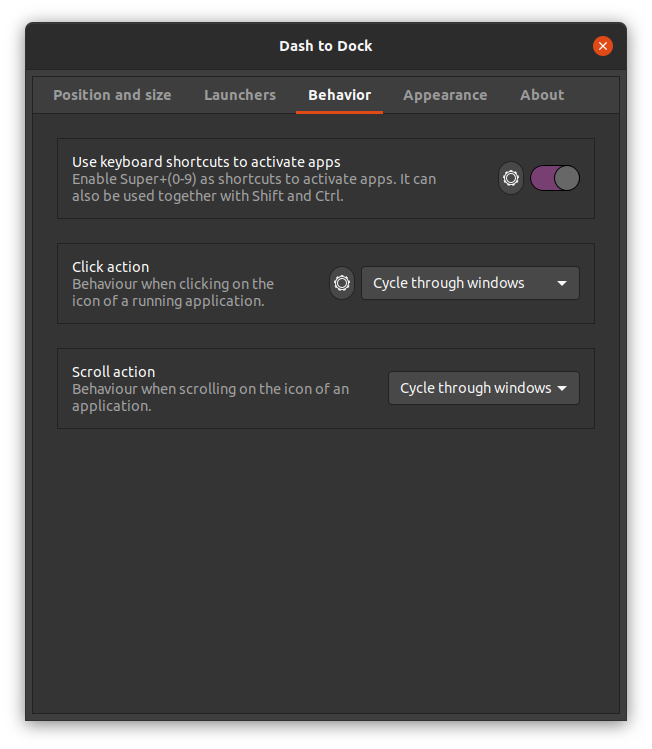 Dash to Dock
Position and size Launchers Behavior Appearance About
Use keyboard shortcuts to activate apps
Enable Super+(0-9) as shortcuts to activate apps. It can
also be used together with Shift and Ctrl.
Click action
Behaviour when clicking on the
icon of a running application.
Cycle through windows
Scroll action
Behaviour when scrolling on the icon of an
application.
Cycle through windows